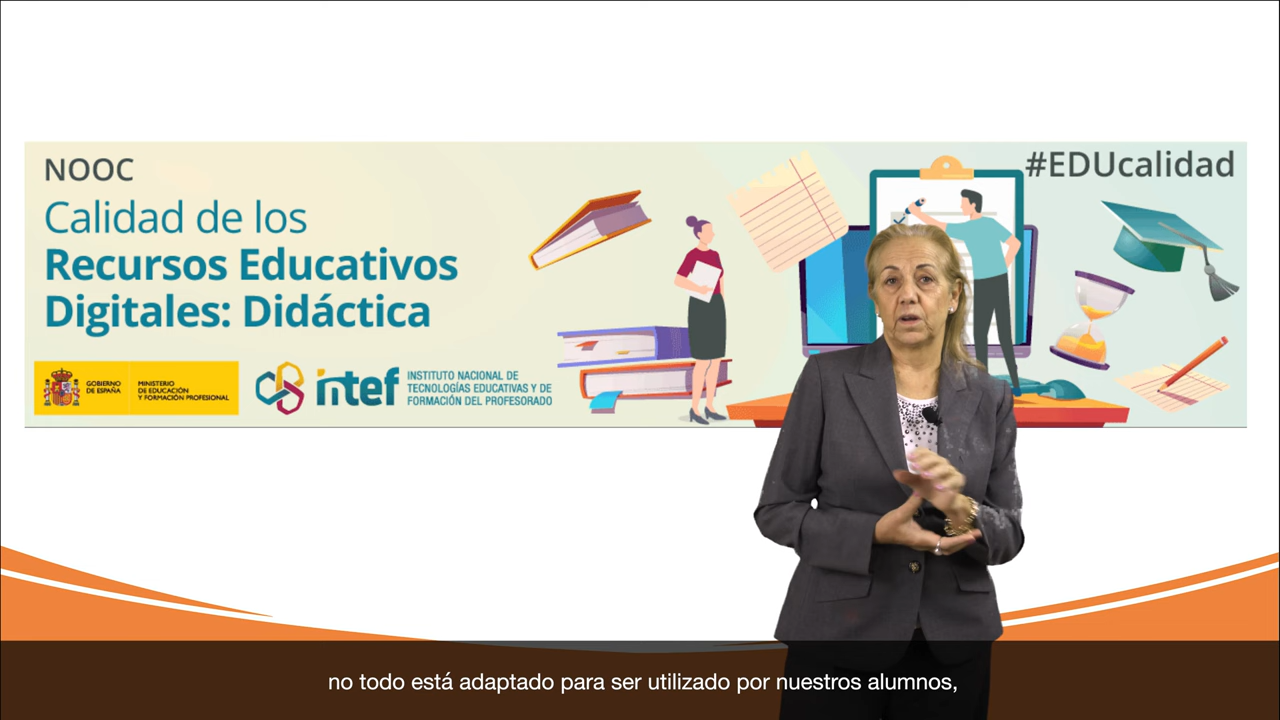 NOOC
#EDUcalidad
Calidad de los
Recursos Educativos
Digitales: Didáctica
GOBIERNO
DE ESPAÑA
MINISTERIO
DE EDUCACIÓN
Y FORMACIÓN PROFESIONAL
intef
INSTITUTO NACIONAL DE
TECNOLOGÍAS EDUCATIVAS Y DE
FORMACIÓN DEL PROFESORADO
no todo está adaptado para ser utilizado por nuestros alumnos,